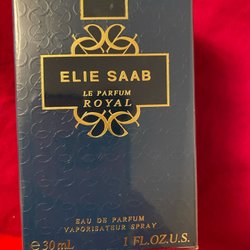 ELIE SAAB
LE PARFUM
ROYAL
EAU DE PARFUM
VAPORISATEUR SPRAY
℮ 30 mL 1 FL.OZ.U.S.